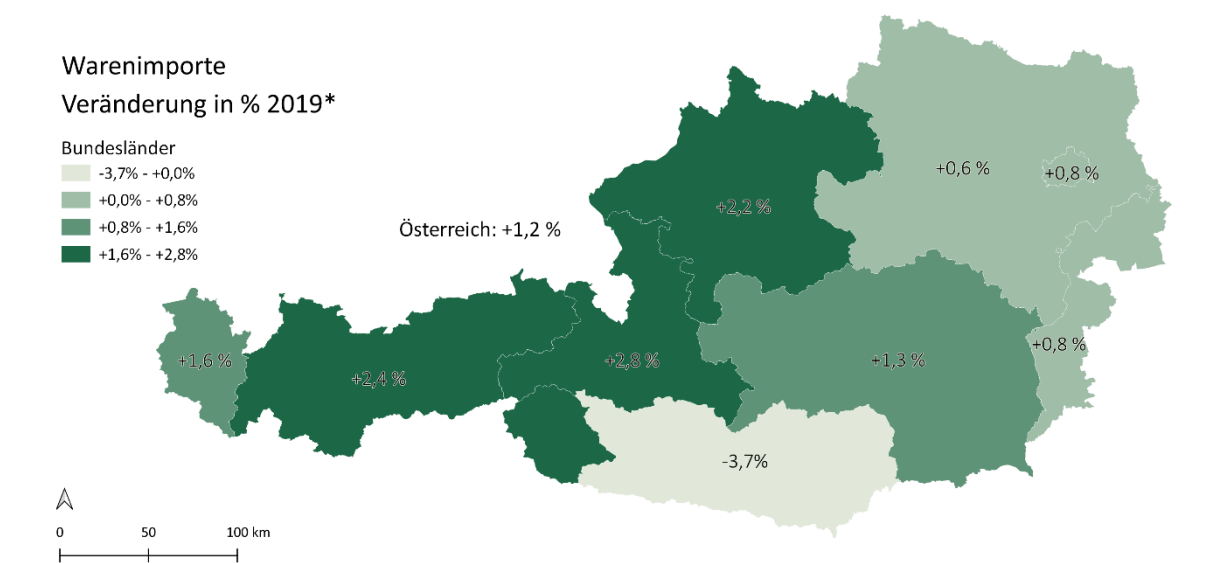 Warenimporte
Veränderung in % 2019*
Bundesländer
-3,7% - +0,0%
+0,0% - +0,8%
+0,8% - +1,6%
+1,6% - +2,8%
Österreich: +1,2 %
+0,6 %
+0,8 %
+2,2 %
+1,6 %
+2,4 %
+2,8 %
+1,3 %
+0,8 %
-3,7%
0 50 100 km